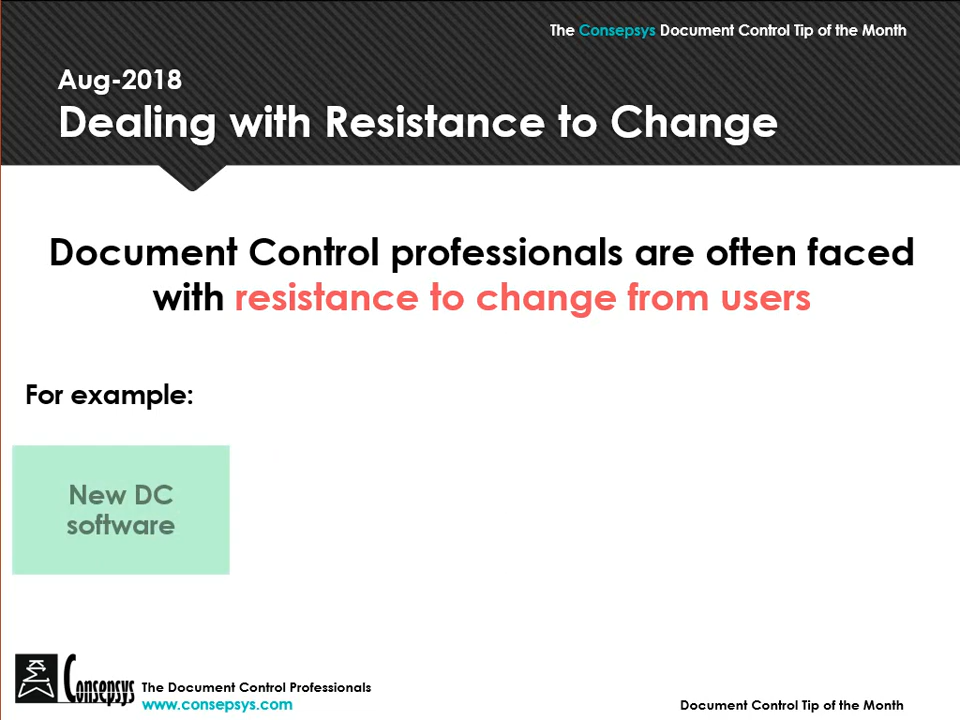 The Consepsys Document Control Tip of the Month
Aug-2018
Dealing with Resistance to Change
Document Control professionals are often faced
with resistance to change from users
For example:
New DC
software
Consepsys
The Document Control Professionals
www.consepsys.com
Document Control Tip of the Month